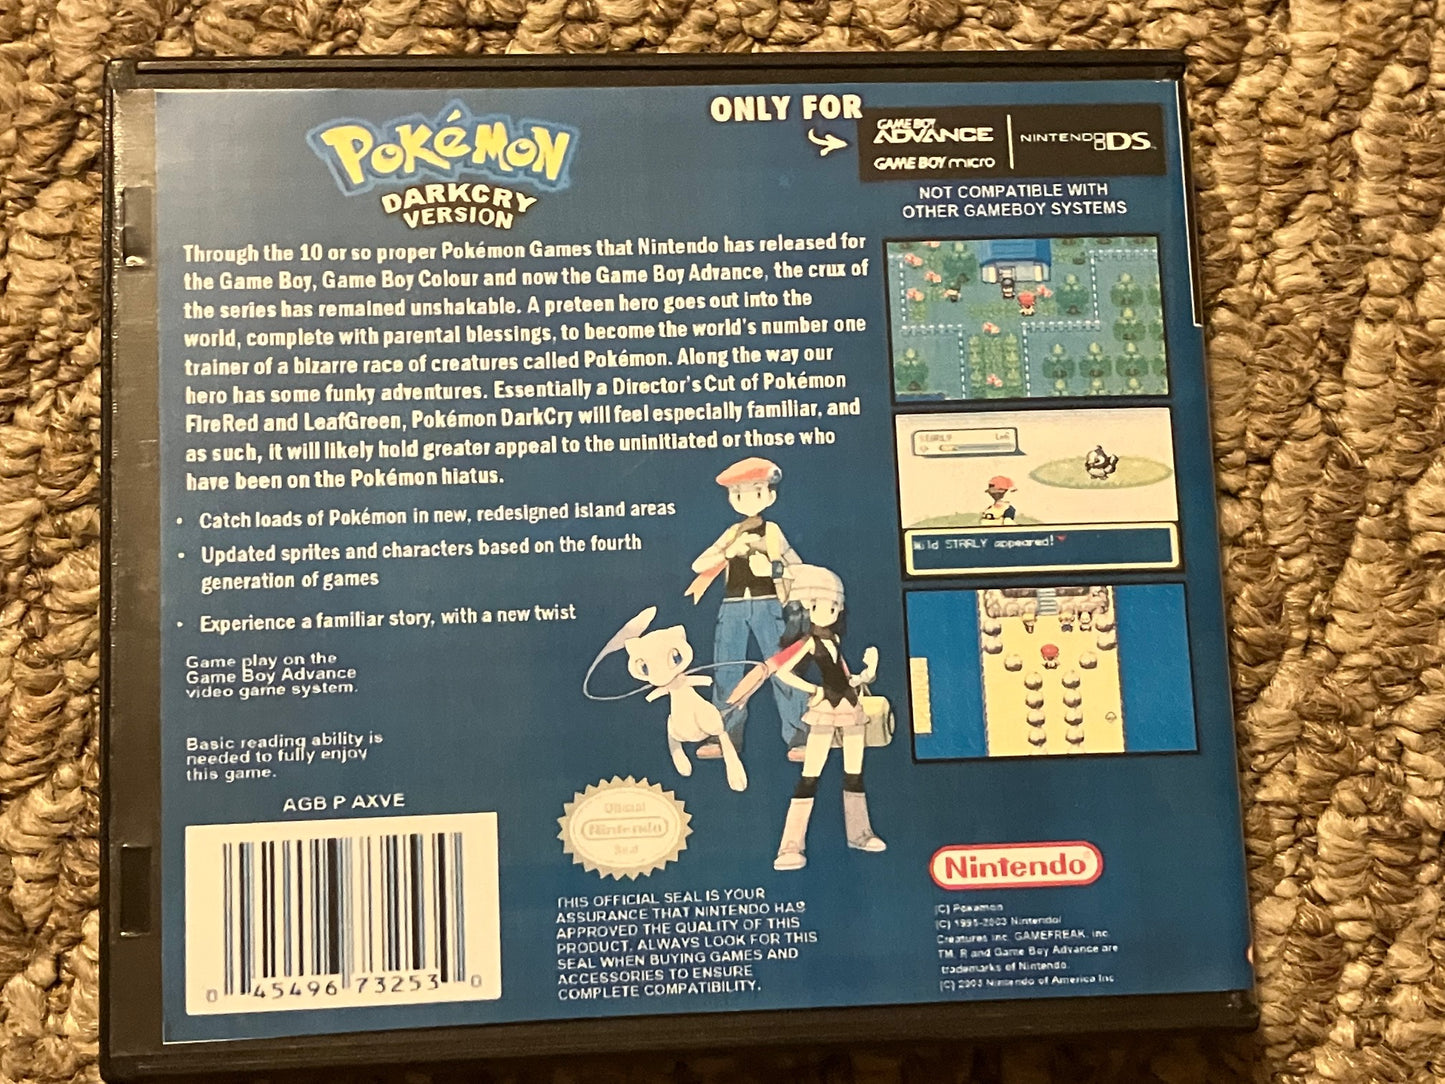 POKéMON
DARKCRY
VERSION
ONLY FOR
GAME BOY
ADVANCE
GAME BOY micro
NINTENDO DS
NOT COMPATIBLE WITH
OTHER GAMEBOY SYSTEMS
Through the 10 or so proper Pokémon Games that Nintendo has released for
the Game Boy, Game Boy Colour and now the Game Boy Advance, the crux of
the series has remained unshakable. A preteen hero goes out into the
world, complete with parental blessings, to become the world's number one
trainer of a bizarre race of creatures called Pokémon. Along the way our
hero has some funky adventures. Essentially a Director's Cut of Pokémon
FireRed and LeafGreen, Pokémon DarkCry will feel especially familiar, and
as such, it will likely hold greater appeal to the uninitiated or those who
have been on the Pokémon hiatus.
• Catch loads of Pokémon in new, redesigned island areas
• Updated sprites and characters based on the fourth
generation of games
• Experience a familiar story, with a new twist
Game play on the
Game Boy Advance
video game system.
Basic reading ability is
needed to fully enjoy
this game.
AGB P AXVE
0 45496 73253 0
STARLY
Wild STARLY appeared!
Official
Nintendo
Seal
THIS OFFICIAL SEAL IS YOUR
ASSURANCE THAT NINTENDO HAS
APPROVED THE QUALITY OF THIS
PRODUCT. ALWAYS LOOK FOR THIS
SEAL WHEN BUYING GAMES AND
ACCESSORIES TO ENSURE
COMPLETE COMPATIBILITY.
Nintendo
(C) Pokemon
(C) 1995-2003 Nintendo/
Creatures inc. GAMEFREAK. inc.
TM, R and Game Boy Advance are
trademarks of Nintendo.
(C) 2003 Nintendo of America Inc